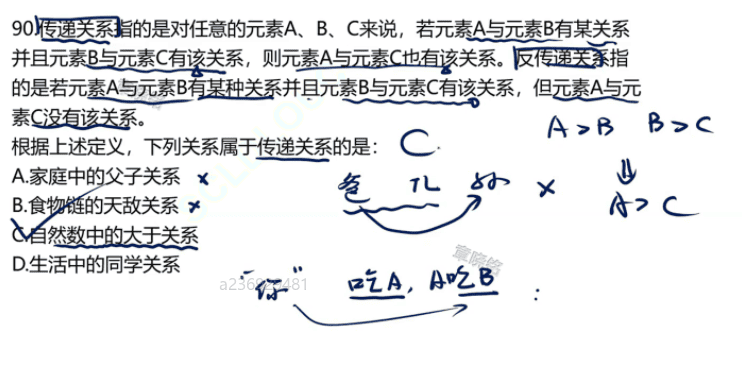 90.传递关系指的是对任意的元素A、B、C来说，若元素A与元素B有某关系
并且元素B与元素C有该关系，则元素A与元素C也有该关系。反传递关系指
的是若元素A与元素B有某种关系并且元素B与元素C有该关系，但元素A与元
素C没有该关系。
A>B B>C
根据上述定义，下列关系属于传递关系的是： C.
A.家庭中的父子关系 ×
爸 儿 孙 × ⇓
B.食物链的天敌关系 × A>C
C.自然数中的大于关系
D.生活中的同学关系
章晓铭
a236926481
"你" 吃A, A吃B :